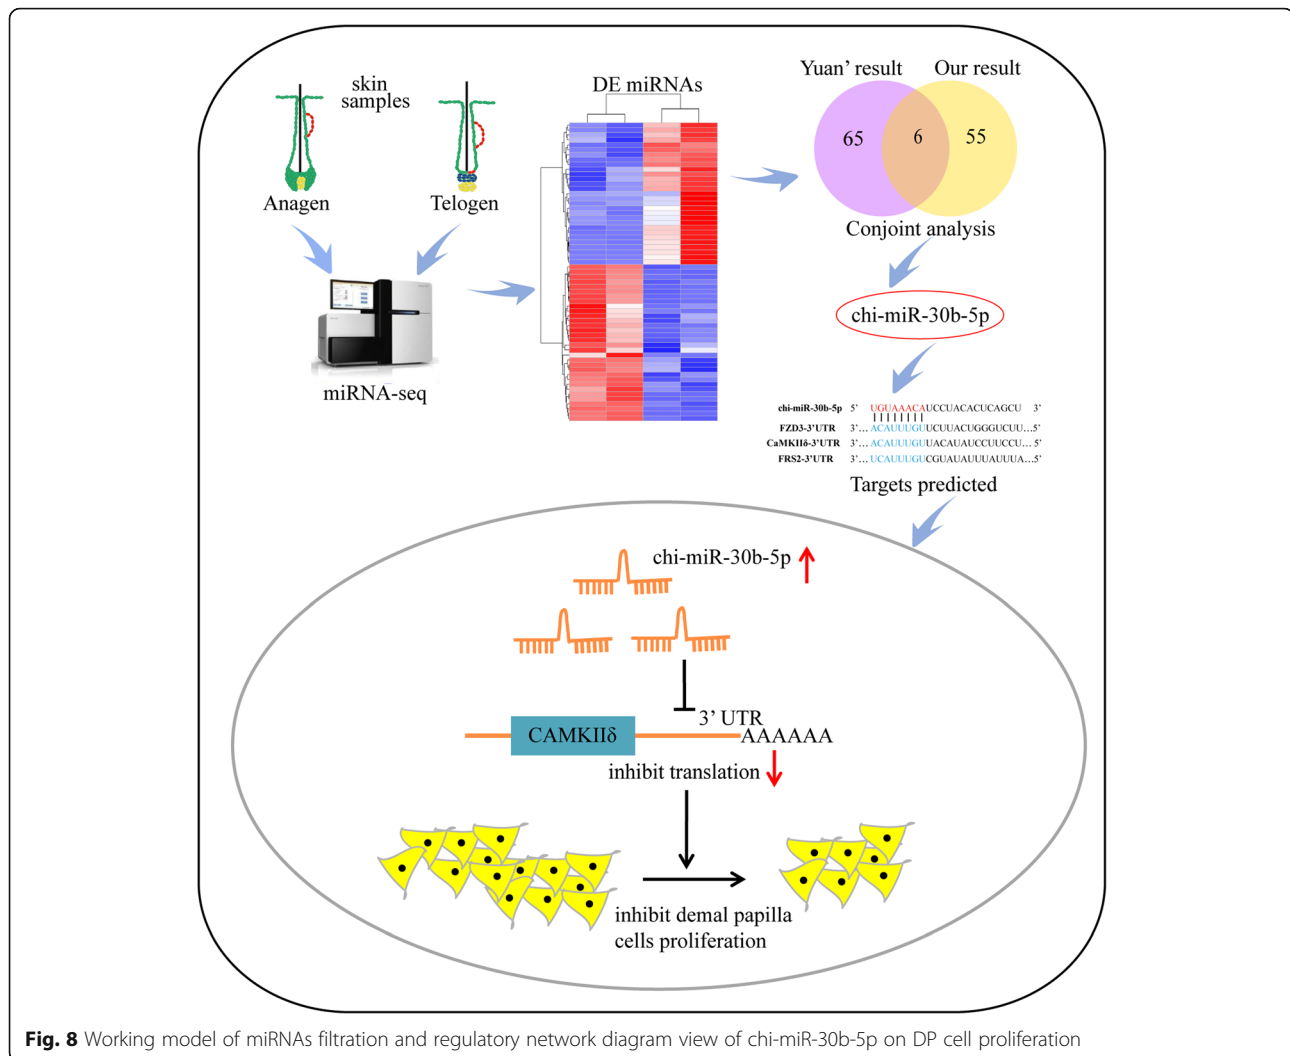 skin
samples
Anagen
Telogen
miRNA-seq
DE miRNAs
Yuan’ result
Our result
65
6
55
Conjoint analysis
chi-miR-30b-5p
chi-miR-30b-5p 5’ UGUAAACAUCCUACACUCAGCU 3’
FZD3-3’UTR 3’… ACAUUUGUUCUUACUGGGUCUU…5’
CaMKIIδ-3’UTR 3’… ACAUUUGUUACAUAUCCUUCCU… 5’
FRS2-3’UTR 3’… UCAUUUGUCGUAUAUUUAUUUA…5’
Targets predicted
chi-miR-30b-5p
3’ UTR
CAMKIIδ
AAAAAA
inhibit translation
inhibit demal papilla
cells proliferation
Fig. 8 Working model of miRNAs filtration and regulatory network diagram view of chi-miR-30b-5p on DP cell proliferation